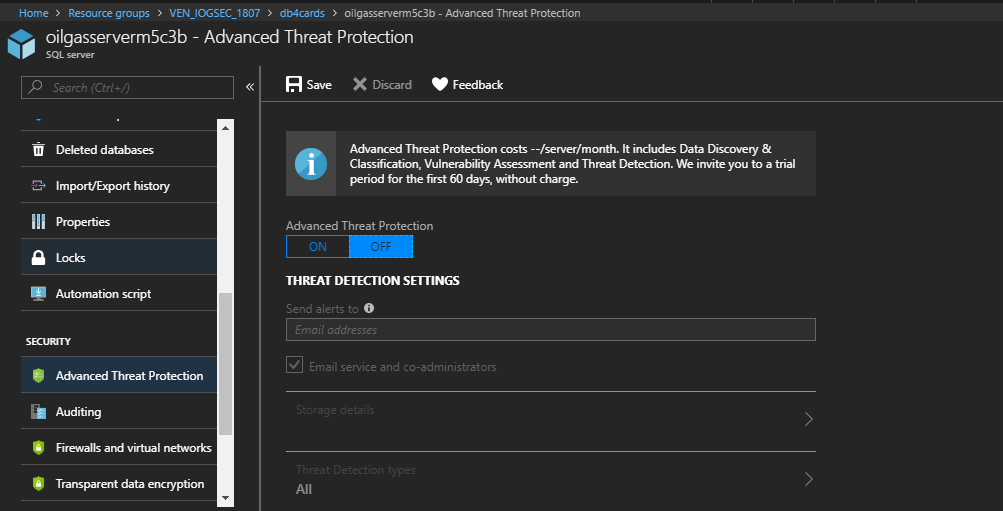 Home > Resource groups > VEN_IOGSEC_1807 > db4cards > oilgasserverm5c3b - Advanced Threat Protection
oilgasserverm5c3b - Advanced Threat Protection
SQL server
Search (Ctrl+/)
«
Deleted databases
Import/Export history
Properties
Locks
Automation script
SECURITY
Advanced Threat Protection
Auditing
Firewalls and virtual networks
Transparent data encryption
Save Discard Feedback
Advanced Threat Protection costs --/server/month. It includes Data Discovery &
Classification, Vulnerability Assessment and Threat Detection. We invite you to a trial
period for the first 60 days, without charge.
Advanced Threat Protection
ON OFF
THREAT DETECTION SETTINGS
Send alerts to
Email addresses
Email service and co-administrators
Storage details
Threat Detection types
All